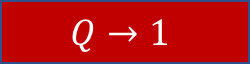 Q → 1